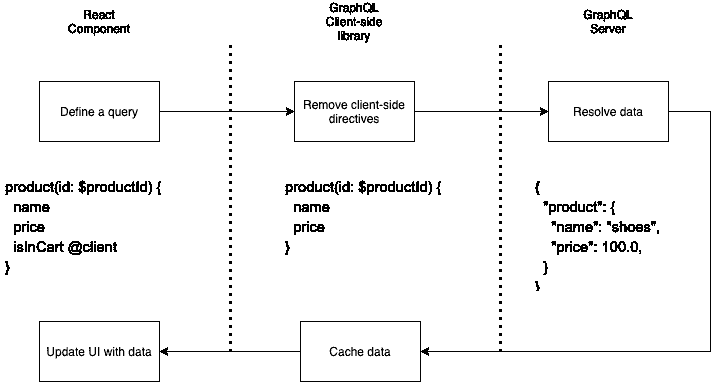 React
Component
GraphQL
Client-side
library
GraphQL
Server
Define a query
Remove client-side
directives
Resolve data
product(id: $productId) {
name
price
isInCart @client
}
product(id: $productId) {
name
price
}
{
"product": {
"name": "shoes",
"price": 100.0,
}
}
Update UI with data
Cache data